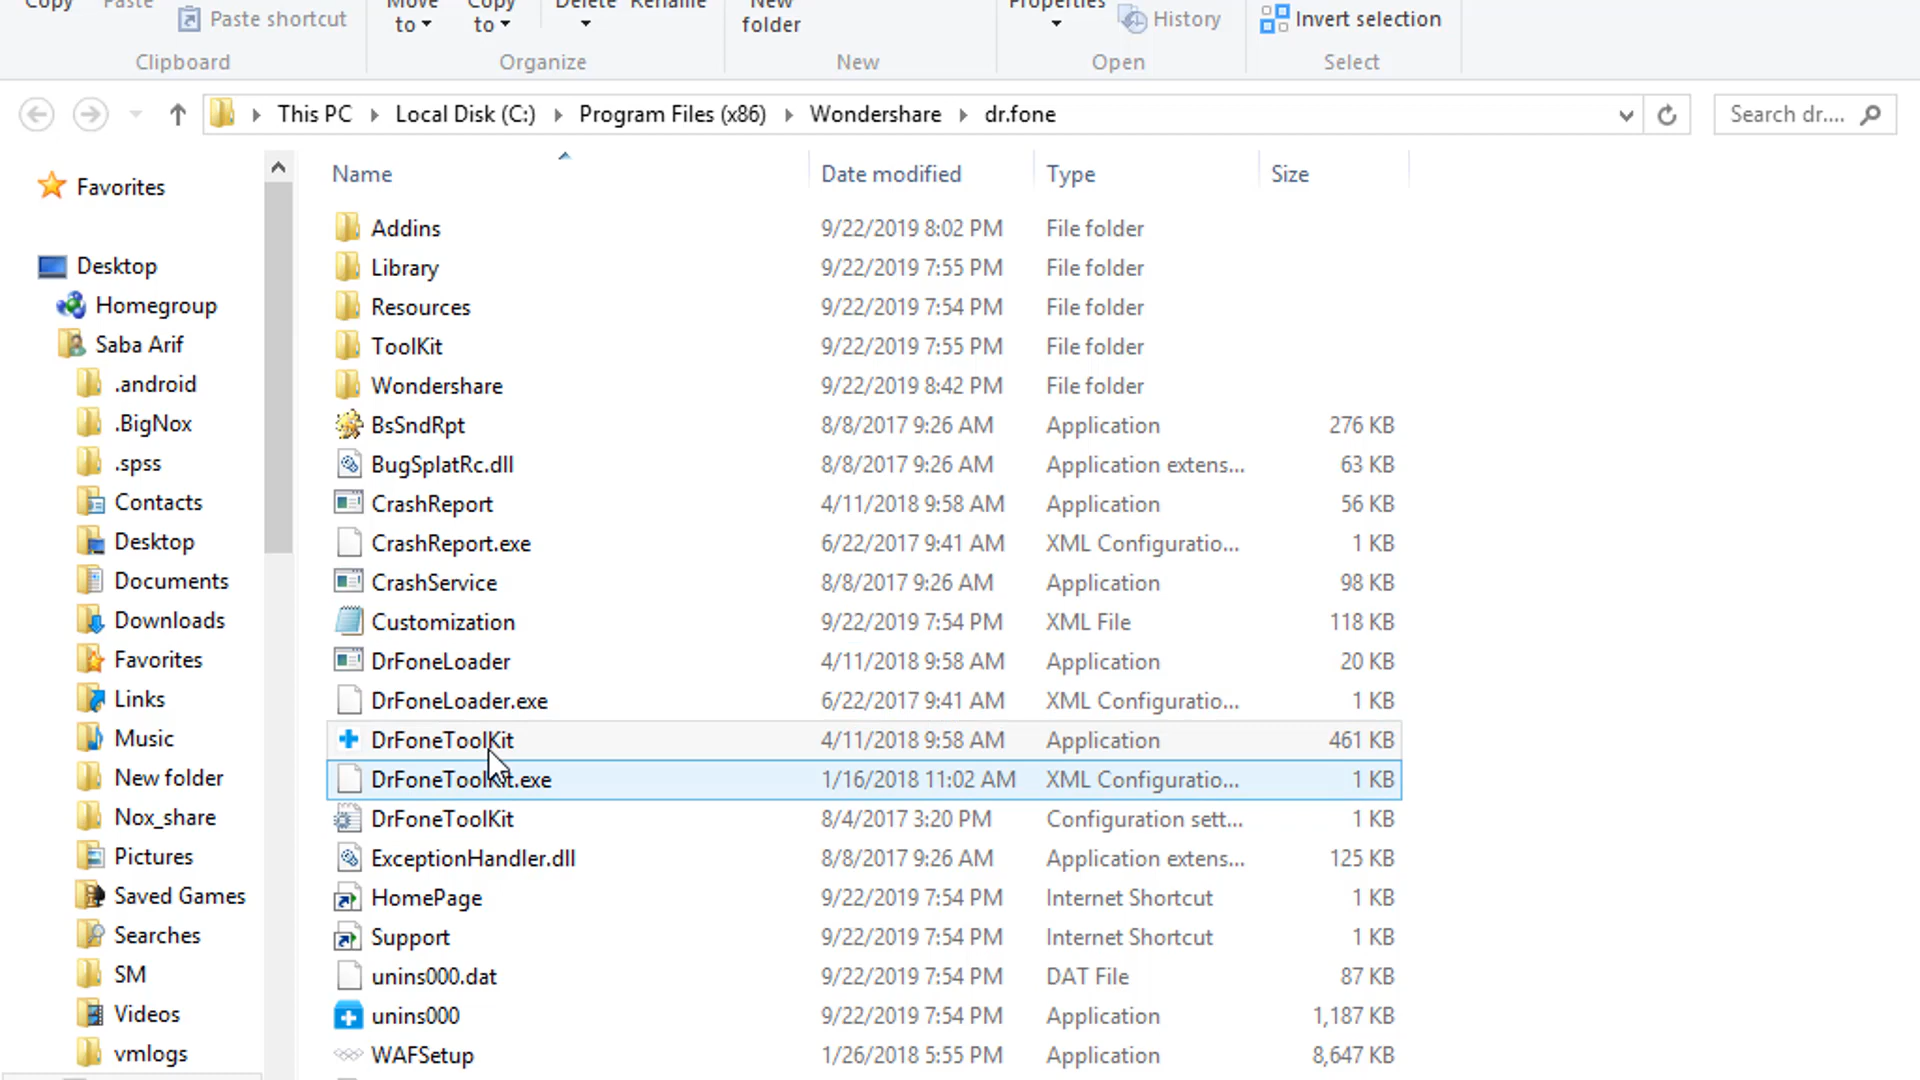 Copy Paste Move Copy Delete Rename New Properties
Paste shortcut to to folder History Invert selection
Clipboard Organize New Open Select
This PC Local Disk (C:) Program Files (x86) Wondershare dr.fone Search dr....
Name Date modified Type Size
Favorites
Desktop
Homegroup
Saba Arif
.android
.BigNox
.spss
Contacts
Desktop
Documents
Downloads
Favorites
Links
Music
New folder
Nox_share
Pictures
Saved Games
Searches
SM
Videos
vmlogs
Addins 9/22/2019 8:02 PM File folder
Library 9/22/2019 7:55 PM File folder
Resources 9/22/2019 7:54 PM File folder
ToolKit 9/22/2019 7:55 PM File folder
Wondershare 9/22/2019 8:42 PM File folder
BsSndRpt 8/8/2017 9:26 AM Application 276 KB
BugSplatRc.dll 8/8/2017 9:26 AM Application extens... 63 KB
CrashReport 4/11/2018 9:58 AM Application 56 KB
CrashReport.exe 6/22/2017 9:41 AM XML Configuratio... 1 KB
CrashService 8/8/2017 9:26 AM Application 98 KB
Customization 9/22/2019 7:54 PM XML File 118 KB
DrFoneLoader 4/11/2018 9:58 AM Application 20 KB
DrFoneLoader.exe 6/22/2017 9:41 AM XML Configuratio... 1 KB
DrFoneToolKit 4/11/2018 9:58 AM Application 461 KB
DrFoneToolKit.exe 1/16/2018 11:02 AM XML Configuratio... 1 KB
DrFoneToolKit 8/4/2017 3:20 PM Configuration sett... 1 KB
ExceptionHandler.dll 8/8/2017 9:26 AM Application extens... 125 KB
HomePage 9/22/2019 7:54 PM Internet Shortcut 1 KB
Support 9/22/2019 7:54 PM Internet Shortcut 1 KB
unins000.dat 9/22/2019 7:54 PM DAT File 87 KB
unins000 9/22/2019 7:54 PM Application 1,187 KB
WAFSetup 1/26/2018 5:55 PM Application 8,647 KB